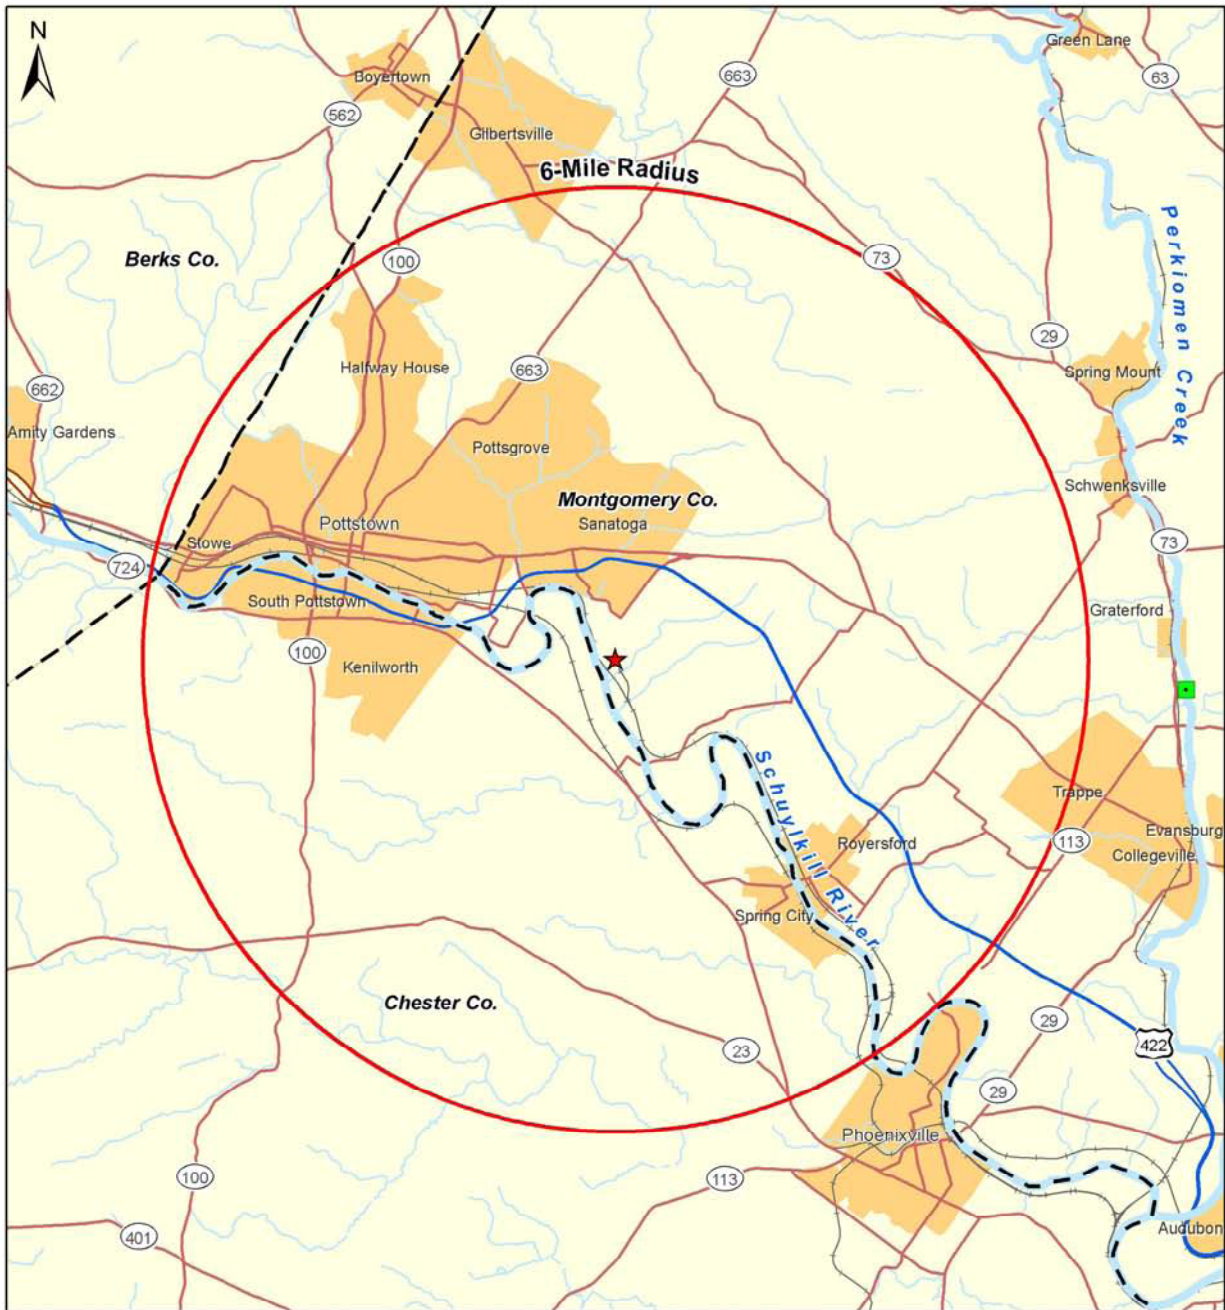 N
Green Lane
Boyertown
663
63
562
Gilbertsville
6-Mile Radius
Perkiomen Creek
Berks Co.
100
73
29
Halfway House
663
Spring Mount
662
Amity Gardens
Pottsgrove
Schwenksville
Montgomery Co.
Pottstown
Sanatoga
Stowe
73
724
South Pottstown
Graterford
100
Kenilworth
Schuylkill River
Trappe
Evansburg
Royersford
113
Collegeville
Spring City
Chester Co.
29
422
23
29
Phoenixville
100
113
Audubon
401